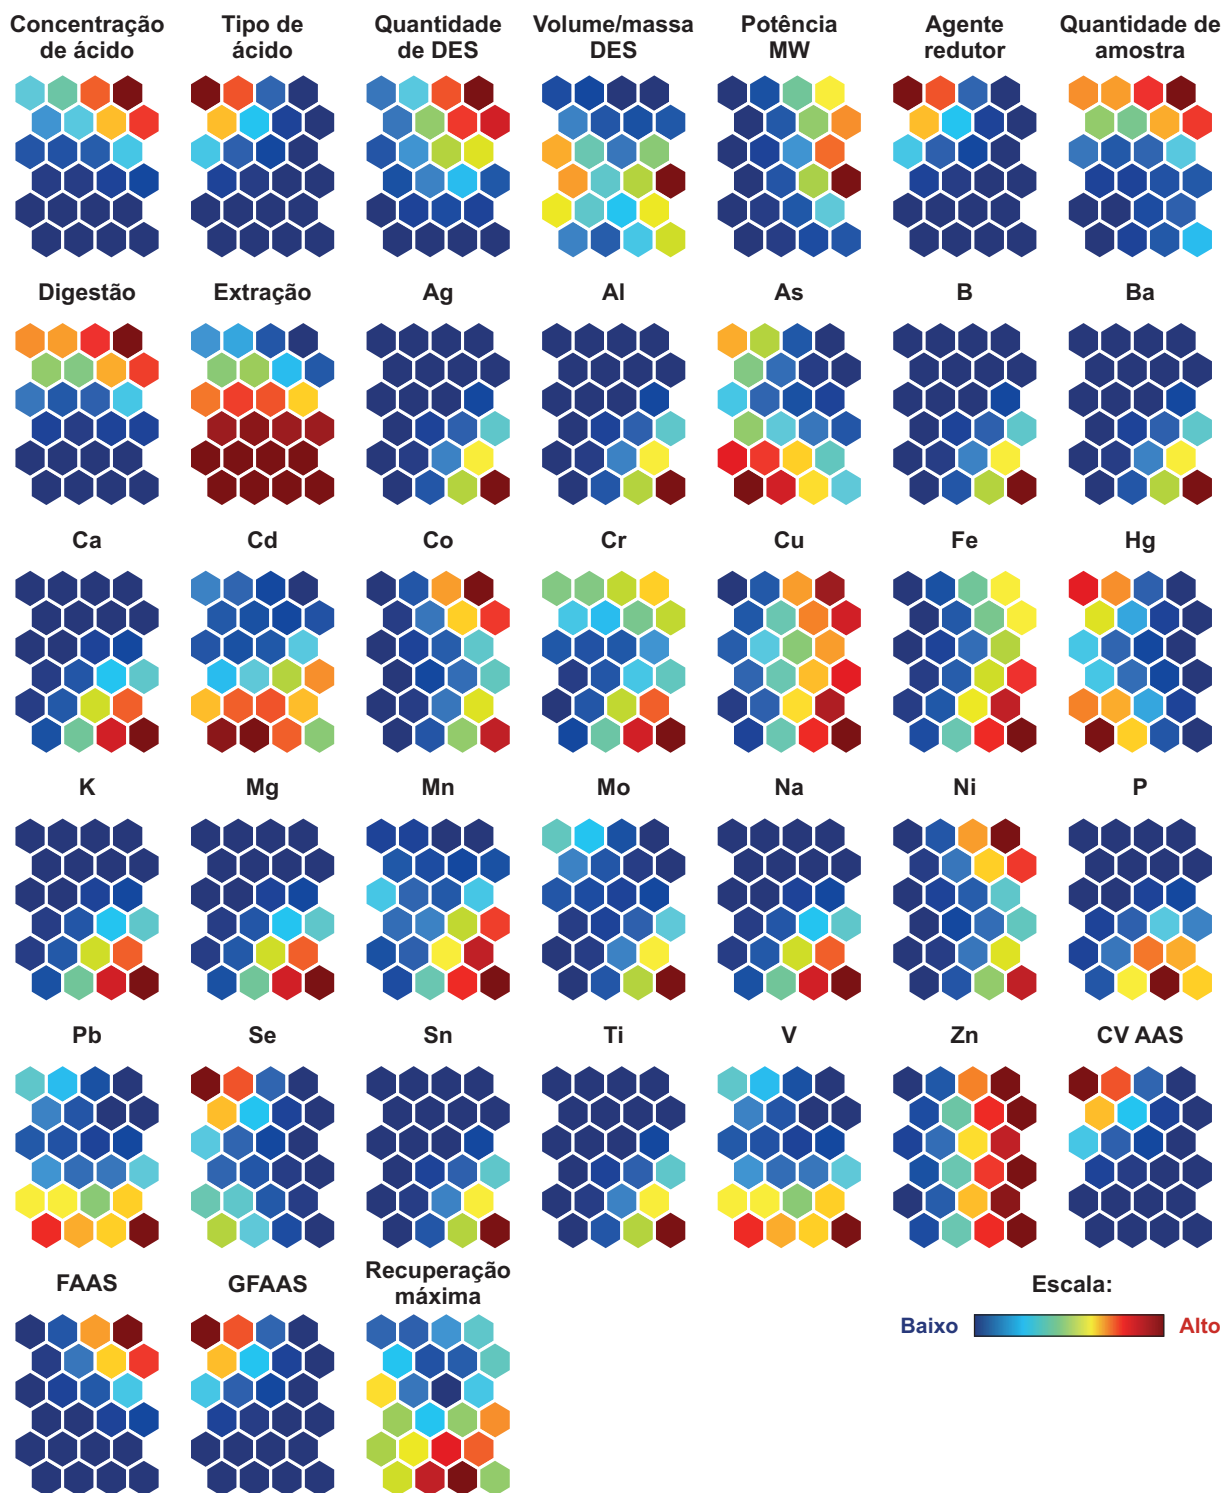 Concentração
de ácido
Tipo de
ácido
Quantidade
de DES
Volume/massa
DES
Potência
MW
Agente
redutor
Quantidade de
amostra
Digestão
Extração
Ag
Al
As
B
Ba
Ca
Cd
Co
Cr
Cu
Fe
Hg
K
Mg
Mn
Mo
Na
Ni
P
Pb
Se
Sn
Ti
V
Zn
CV AAS
FAAS
GFAAS
Recuperação
máxima
Escala:
Baixo
Alto